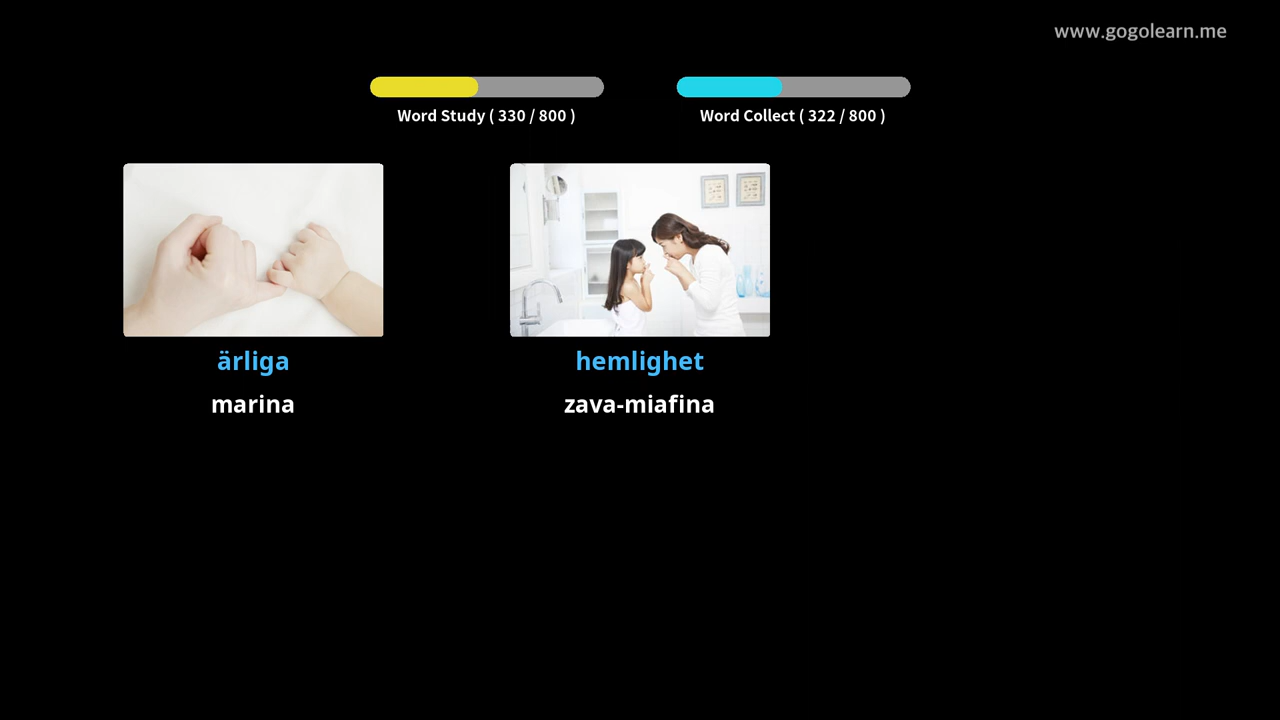 www.gogolearn.me
Word Study ( 330 / 800 )
Word Collect ( 322 / 800 )
ärliga
hemlighet
marina
zava-miafina